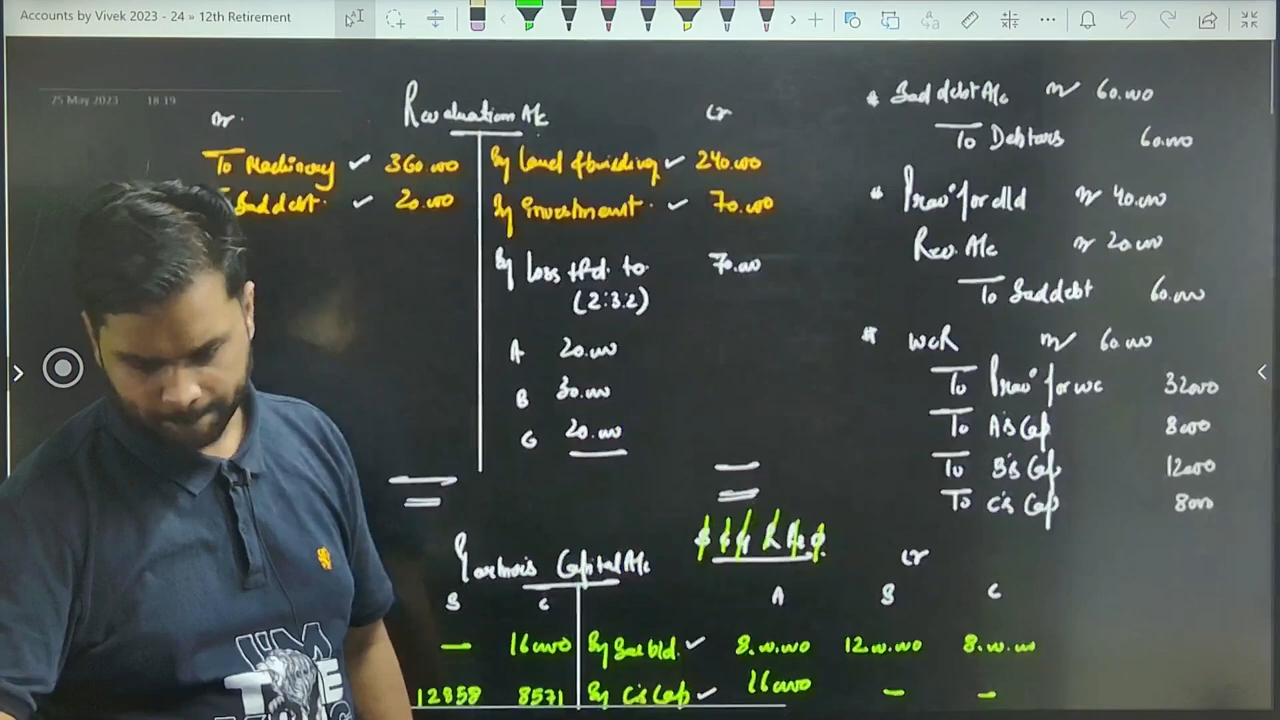 Accounts by Vivek 2023 - 24 » 12th Retirement
25 May 2023 18:19
Dr. Revaluation A/c Cr
To Machinery ✓ 360.000 By Land & building ✓ 240.000
Bad debt. ✓ 20.000 By investment. ✓ 70.000
By Loss tfd. to 70.000
(2:3:2)
A 20.000
B 30.000
C 20.000
Partner's Capital A/c Cr
B C A B C
— 16000 By Bal b/d. ✓ 8.00.000 12.00.000 8.00.000
12858 8571 By C's Cap ✓ 16000 — —
* Bad debt A/c Dr 60.000
To Debtors 60.000
* Prov° for d/d Dr 40.000
Rev. A/c Dr 20.000
To Bad debt 60.000
* WCR Dr 60.000
To Prov° for WC 32000
To A's Cap 8000
To B's Cap 12000
To C's Cap 8000
I'M